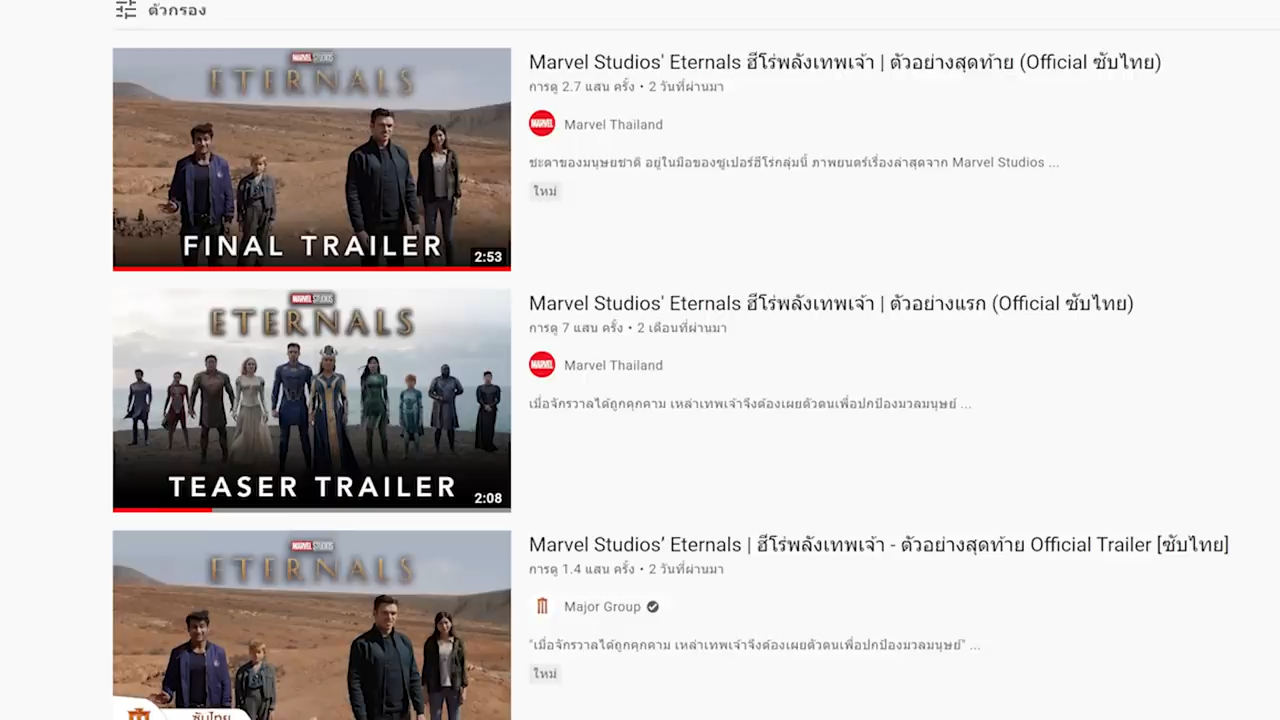 ตัวกรอง
MARVEL STUDIOS
ETERNALS
FINAL TRAILER
2:53
Marvel Studios' Eternals ฮีโร่พลังเทพเจ้า | ตัวอย่างสุดท้าย (Official ซับไทย)
การดู 2.7 แสน ครั้ง • 2 วันที่ผ่านมา
MARVEL
Marvel Thailand
ชะตาของมนุษยชาติ อยู่ในมือของซูเปอร์ฮีโร่กลุ่มนี้ ภาพยนตร์เรื่องล่าสุดจาก Marvel Studios ...
ใหม่
MARVEL STUDIOS
ETERNALS
TEASER TRAILER
2:08
Marvel Studios' Eternals ฮีโร่พลังเทพเจ้า | ตัวอย่างแรก (Official ซับไทย)
การดู 7 แสน ครั้ง • 2 เดือนที่ผ่านมา
MARVEL
Marvel Thailand
เมื่อจักรวาลได้ถูกคุกคาม เหล่าเทพเจ้าจึงต้องเผยตัวตนเพื่อปกป้องมวลมนุษย์ ...
MARVEL STUDIOS
ETERNALS
ซับไทย
Marvel Studios’ Eternals | ฮีโร่พลังเทพเจ้า - ตัวอย่างสุดท้าย Official Trailer [ซับไทย]
การดู 1.4 แสน ครั้ง • 2 วันที่ผ่านมา
Major Group
"เมื่อจักรวาลได้ถูกคุกคาม เหล่าเทพเจ้าจึงต้องเผยตัวตนเพื่อปกป้องมวลมนุษย์" ...
ใหม่